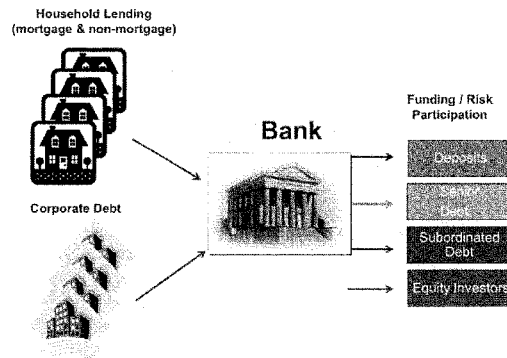 Household Lending
(mortgage & non-mortgage)
Corporate Debt
Bank
Funding / Risk
Participation
Deposits
Senior
Debt
Subordinated
Debt
Equity Investors